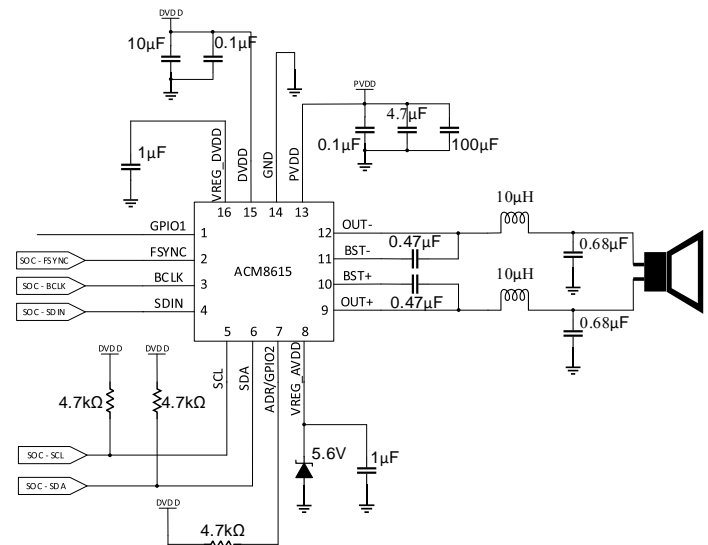 DVDD
10µF
0.1µF
PVDD
4.7µF
0.1µF
100µF
1µF
VREG_DVDD
DVDD
GND
PVDD
16
15
14
13
10µH
GPIO1
1
12
OUT-
SOC-FSYNC
FSYNC
2
0.47µF
11
BST-
0.68µF
SOC-BCLK
BCLK
3
ACM8615
10
BST+
10µH
SOC-SDIN
SDIN
4
0.47µF
9
OUT+
0.68µF
5
6
7
8
SCL
SDA
ADR/GPIO2
VREG_AVDD
DVDD
DVDD
4.7kΩ
4.7kΩ
SOC-SCL
5.6V
1µF
SOC-SDA
DVDD
4.7kΩ